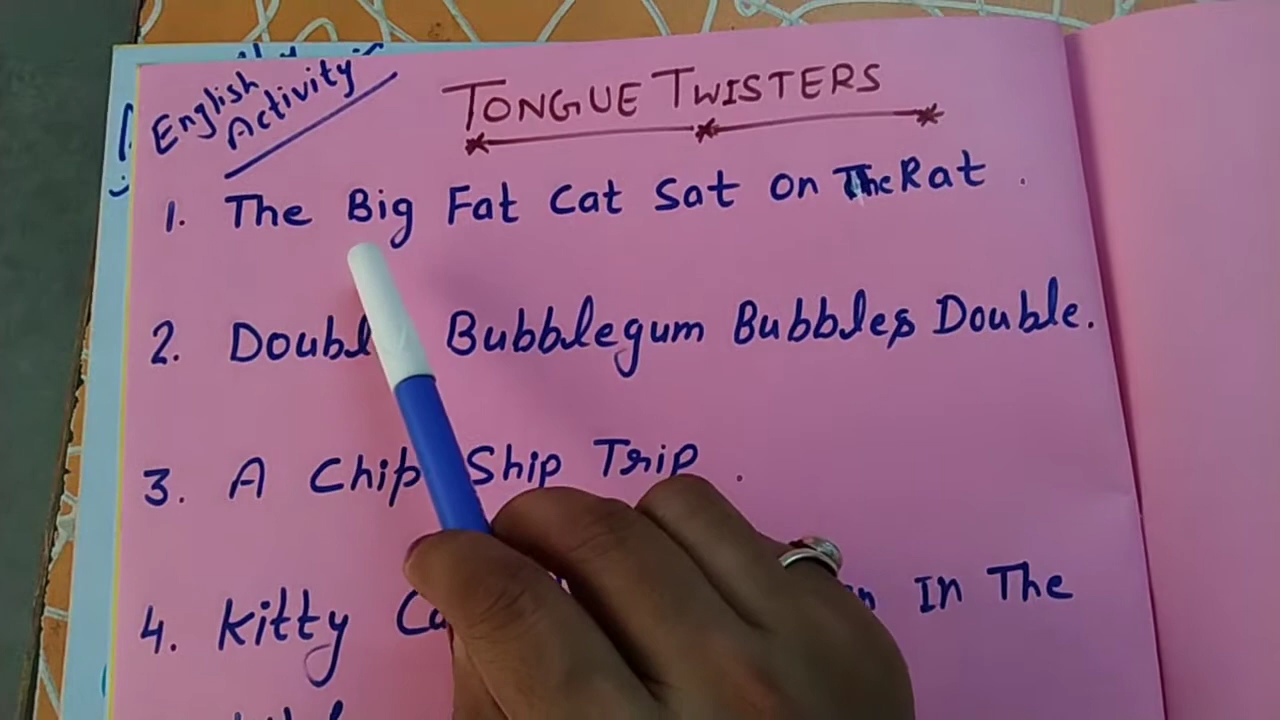 English
Activity
TONGUE TWISTERS
1. The Big Fat Cat Sat On The Rat .
2. Doubl Bubblegum Bubbles Double.
3. A Chip Ship Trip .
4. Kitty In The